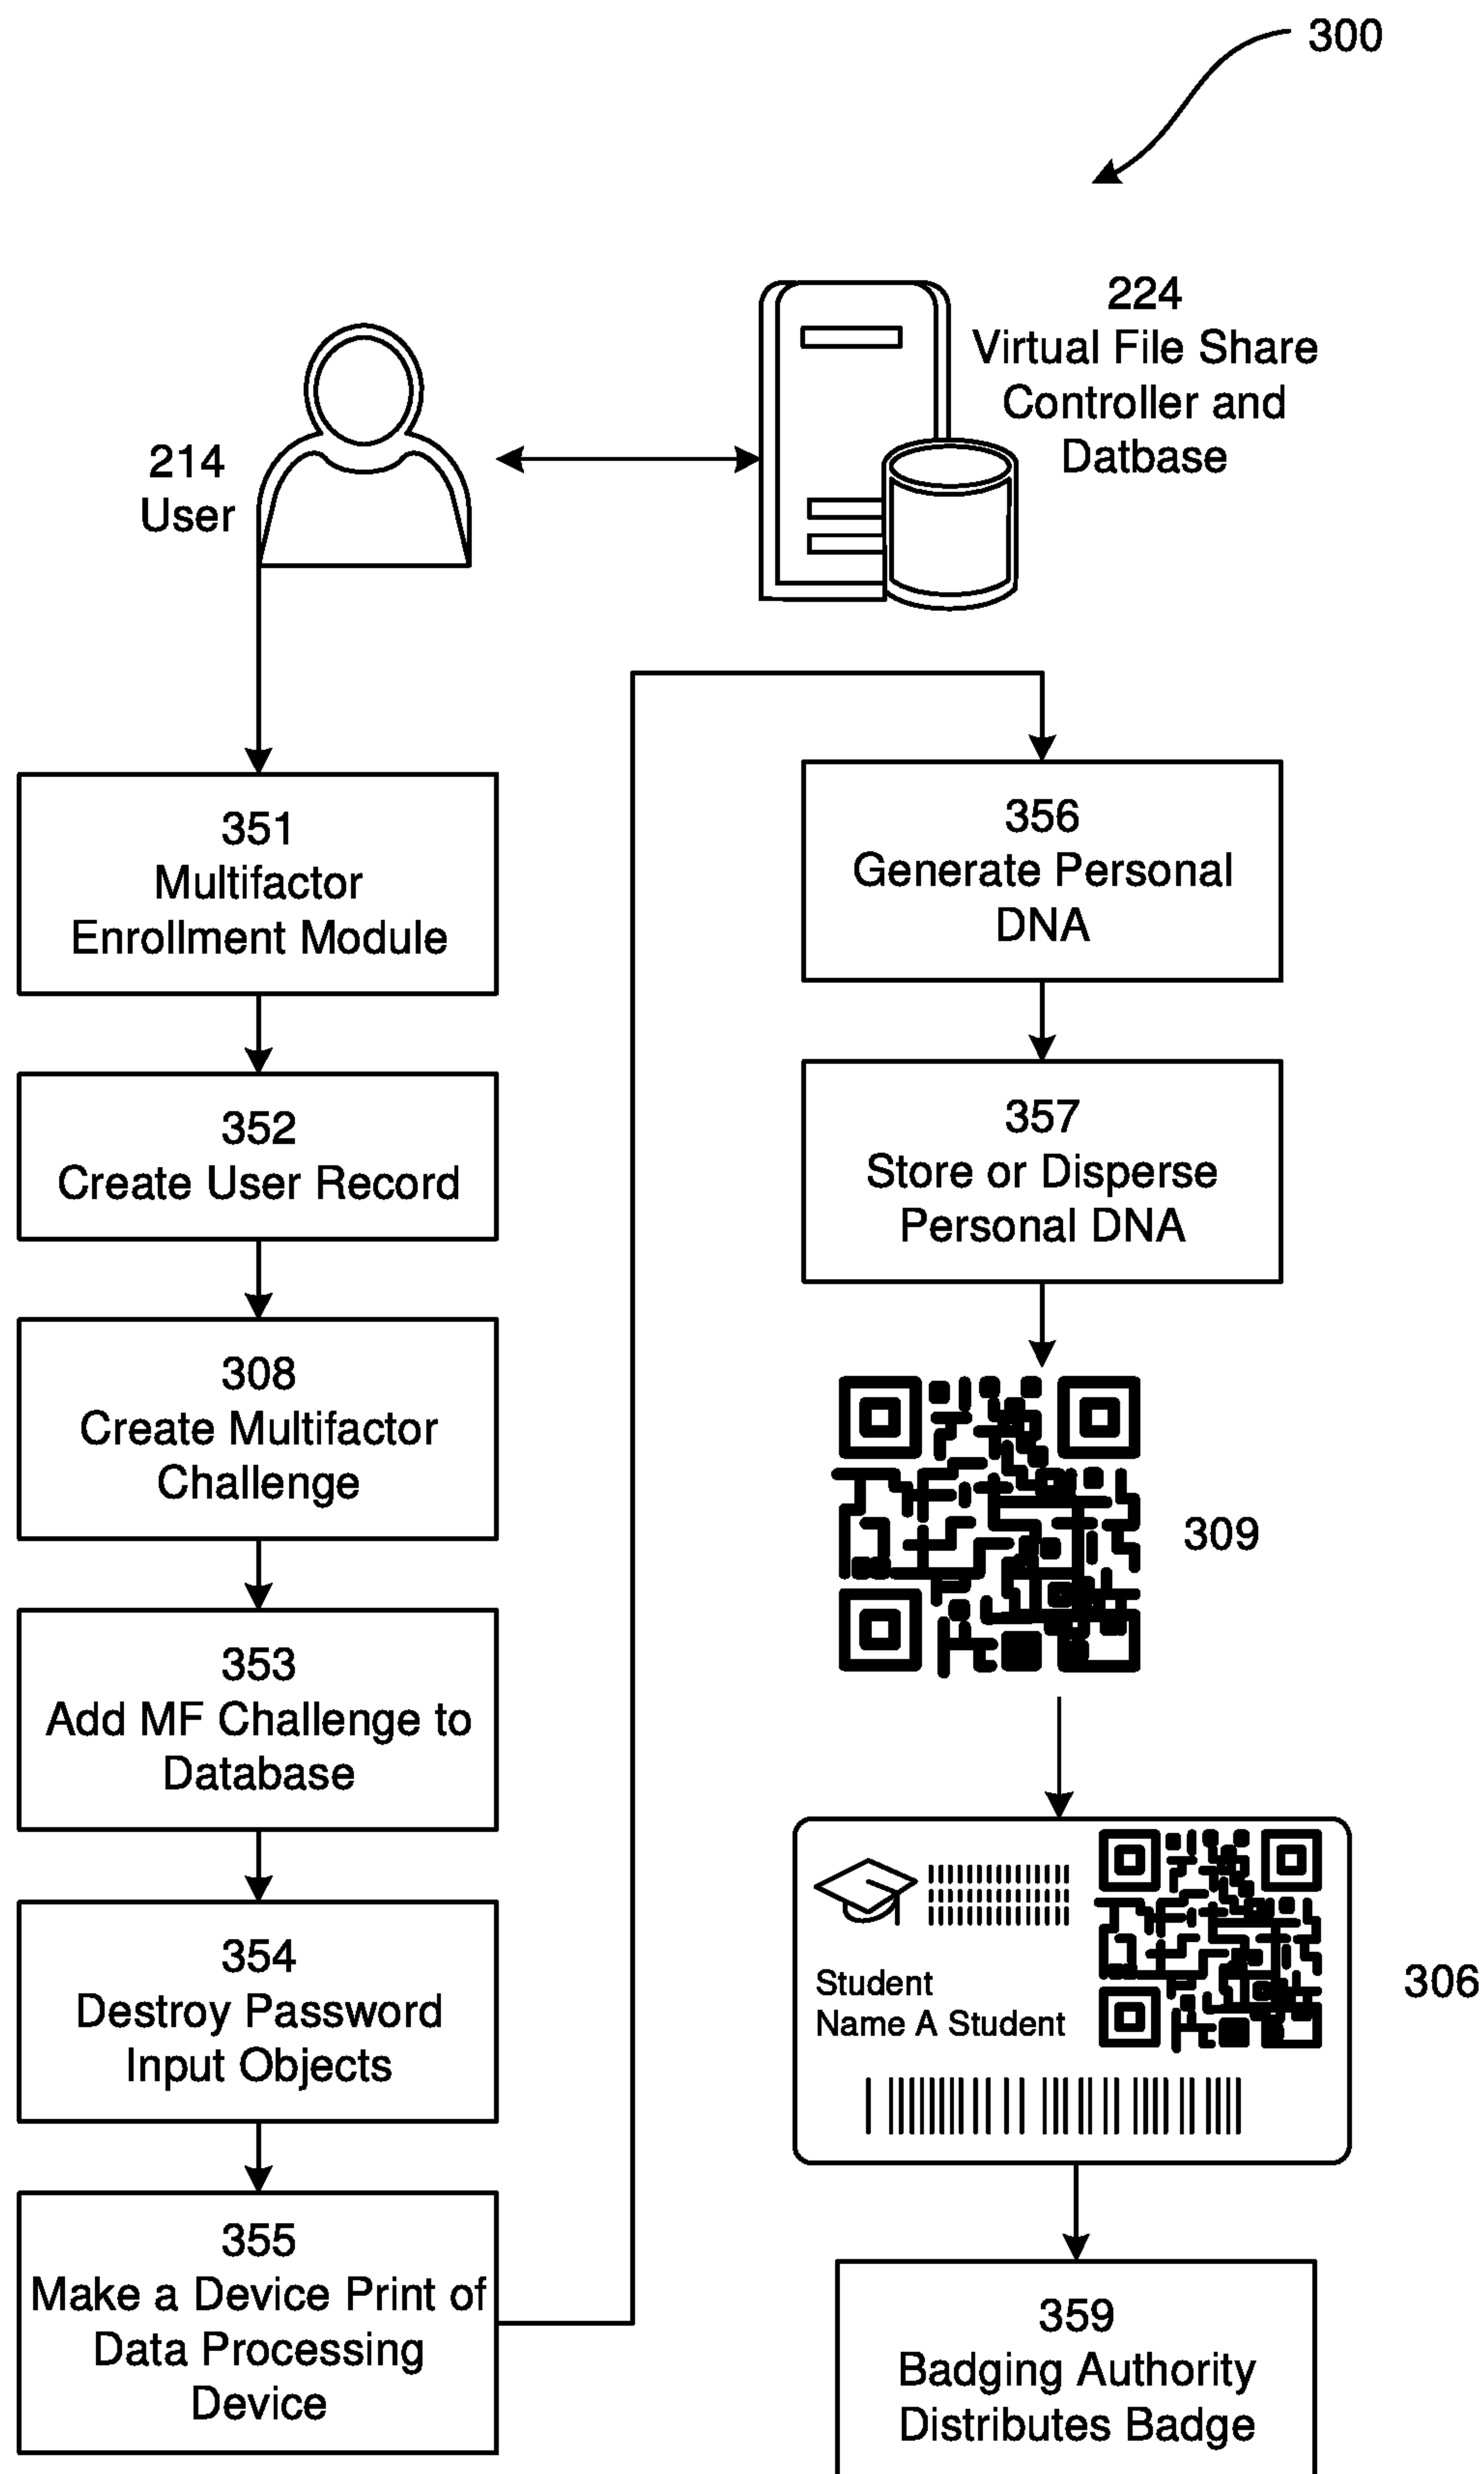 300
224
Virtual File Share
Controller and
Datbase
214
User
351
Multifactor
Enrollment Module
352
Create User Record
308
Create Multifactor
Challenge
353
Add MF Challenge to
Database
354
Destroy Password
Input Objects
355
Make a Device Print of
Data Processing
Device
356
Generate Personal
DNA
357
Store or Disperse
Personal DNA
309
306
Student
Name A Student
359
Badging Authority
Distributes Badge